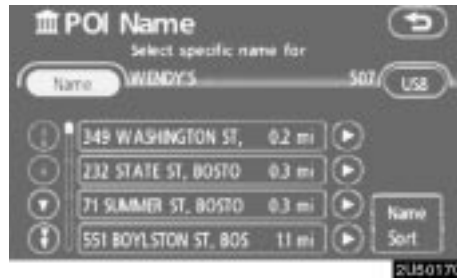 POI Name
Select specific name for
Name WENDY'S 507 USB
349 WASHINGTON ST, 0.2 mi
232 STATE ST, BOSTO 0.3 mi
71 SUMMER ST, BOSTO 0.3 mi
551 BOYLSTON ST, BOS 1.1 mi
Name
Sort
2U5017